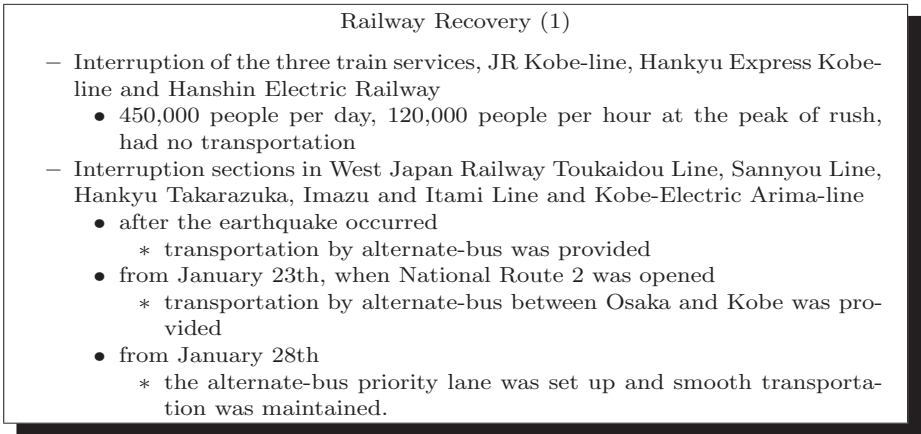 Railway Recovery (1)
– Interruption of the three train services, JR Kobe-line, Hankyu Express Kobe-
line and Hanshin Electric Railway
• 450,000 people per day, 120,000 people per hour at the peak of rush,
had no transportation
– Interruption sections in West Japan Railway Toukaidou Line, Sannyou Line,
Hankyu Takarazuka, Imazu and Itami Line and Kobe-Electric Arima-line
• after the earthquake occurred
∗ transportation by alternate-bus was provided
• from January 23th, when National Route 2 was opened
∗ transportation by alternate-bus between Osaka and Kobe was pro-
vided
• from January 28th
∗ the alternate-bus priority lane was set up and smooth transporta-
tion was maintained.